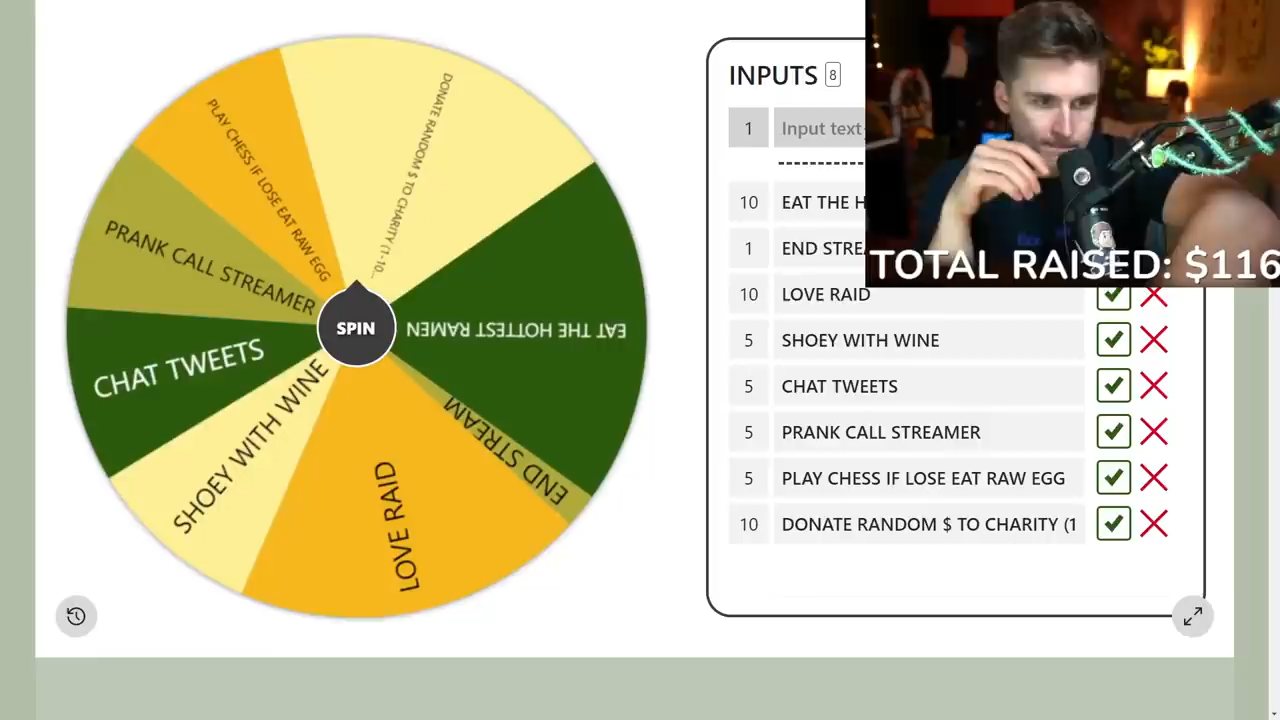 PLAY CHESS IF LOSE EAT RAW EGG
DONATE RANDOM $ TO CHARITY (1-10...
PRANK CALL STREAMER
CHAT TWEETS
SHOEY WITH WINE
LOVE RAID
END STREAM
EAT THE HOTTEST RAMEN
SPIN
INPUTS 8
1 Input text
10 EAT THE H
1 END STREA
10 LOVE RAID
5 SHOEY WITH WINE
5 CHAT TWEETS
5 PRANK CALL STREAMER
5 PLAY CHESS IF LOSE EAT RAW EGG
10 DONATE RANDOM $ TO CHARITY (1
TOTAL RAISED: $116